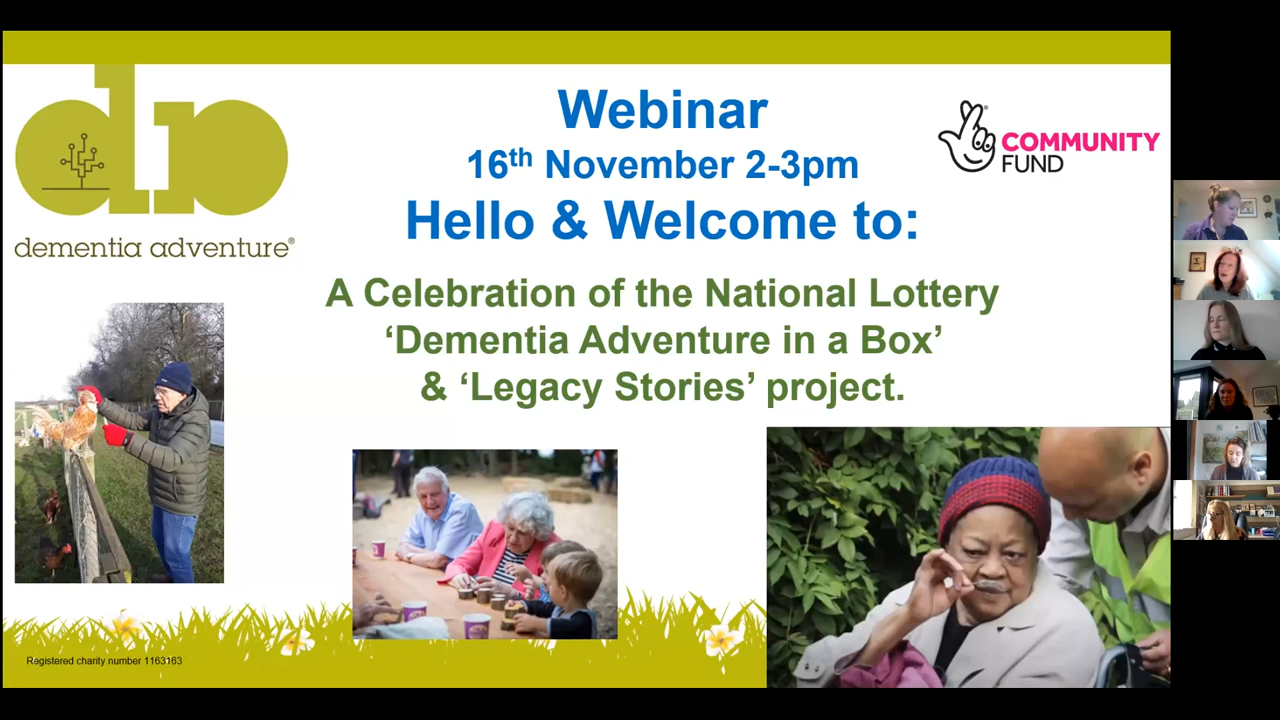 Webinar
16th November 2-3pm
Hello & Welcome to:
COMMUNITY
FUND
dementia adventure®
A Celebration of the National Lottery
‘Dementia Adventure in a Box’
& ‘Legacy Stories’ project.
Registered charity number 1163163